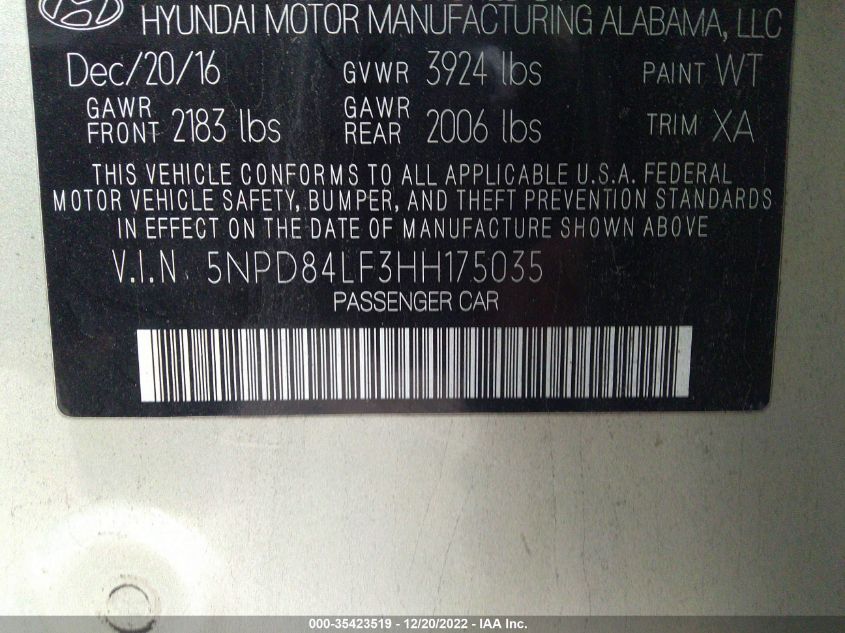 HYUNDAI MOTOR MANUFACTURING ALABAMA, LLC
Dec/20/16 GVWR 3924 lbs PAINT WT
GAWR FRONT 2183 lbs GAWR REAR 2006 lbs TRIM XA
THIS VEHICLE CONFORMS TO ALL APPLICABLE U.S.A. FEDERAL
MOTOR VEHICLE SAFETY, BUMPER, AND THEFT PREVENTION STANDARDS
IN EFFECT ON THE DATE OF MANUFACTURE SHOWN ABOVE
V.I.N 5NPD84LF3HH175035
PASSENGER CAR
000-35423519 - 12/20/2022 - IAA Inc.